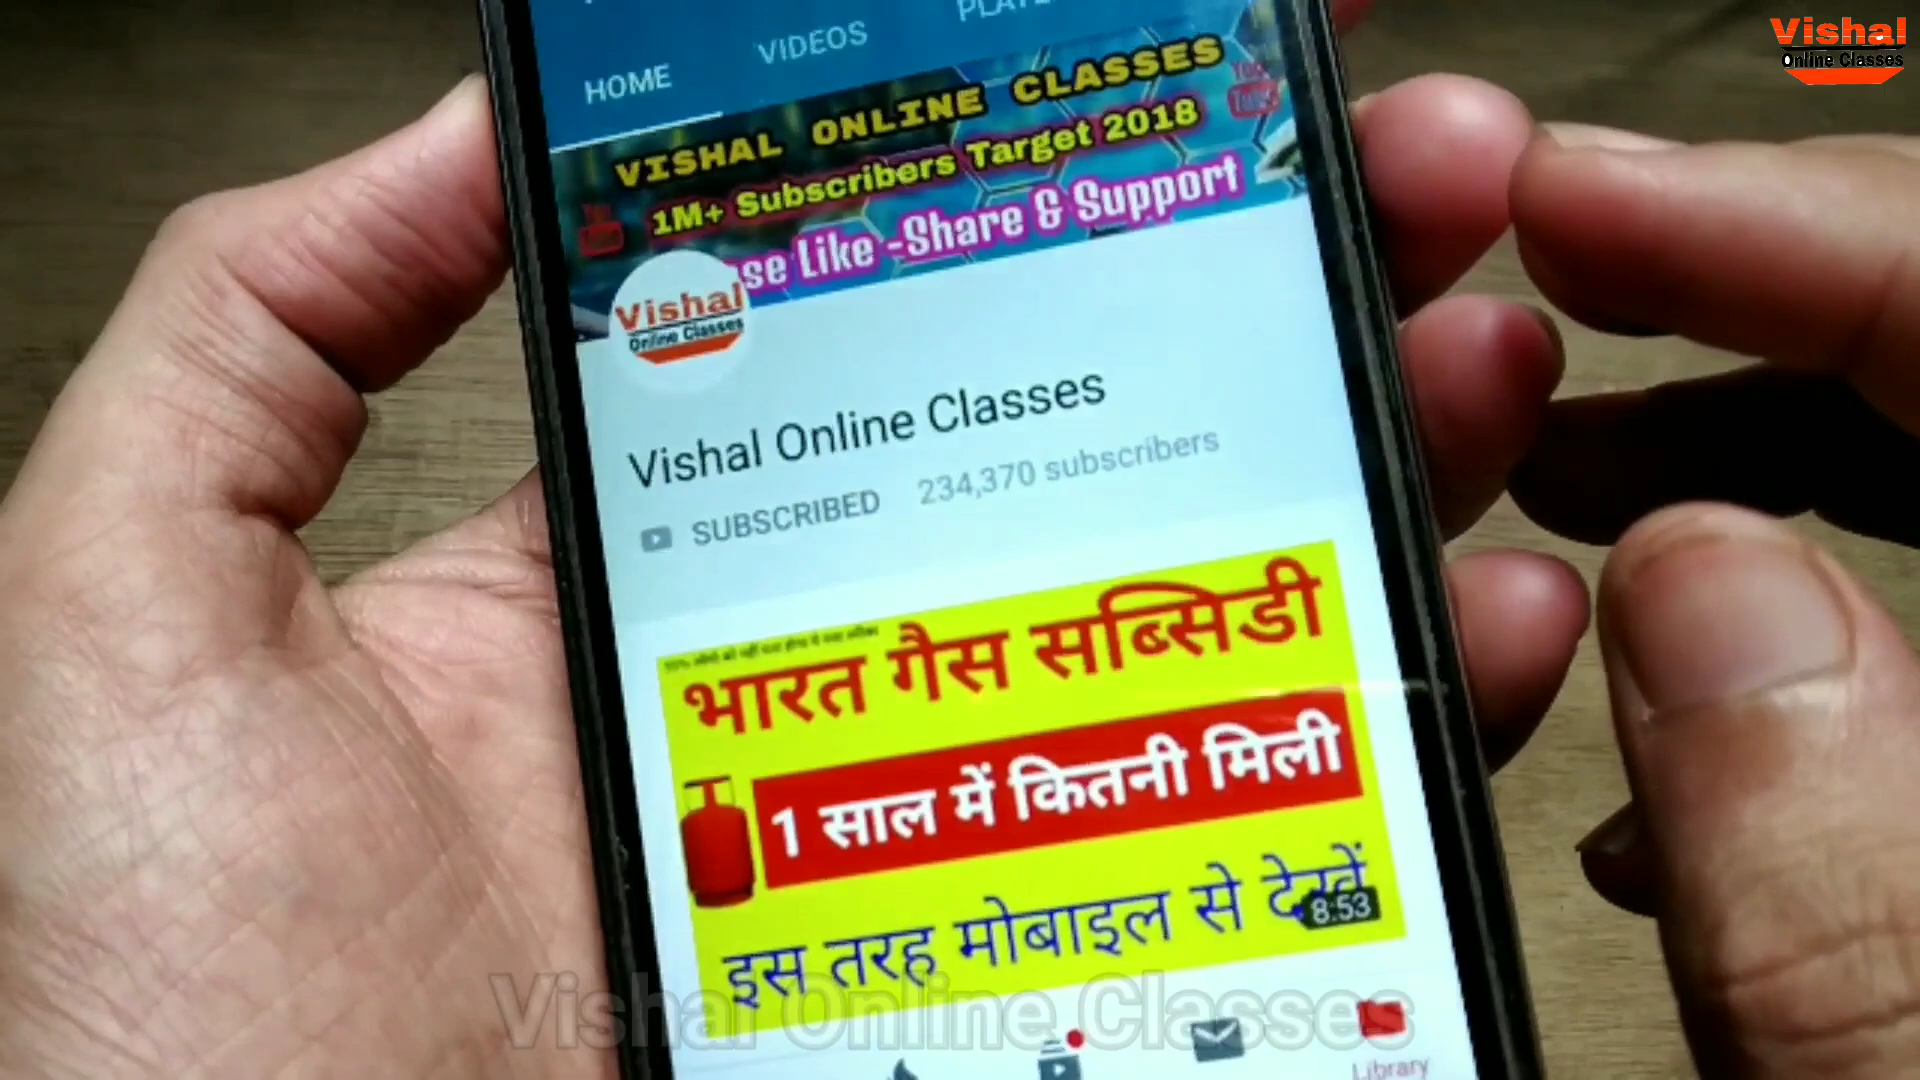 Vishal
Online Classes
HOME
VIDEOS
VISHAL ONLINE CLASSES
1M+ Subscribers Target 2018
You
Tube
Like -Share & Support
Vishal
Online Classes
Vishal Online Classes
SUBSCRIBED 234,370 subscribers
भारत गैस सब्सिडी
1 साल में कितनी मिली
इस तरह मोबाइल से देखें
8:53
Vishal Online Classes
Library